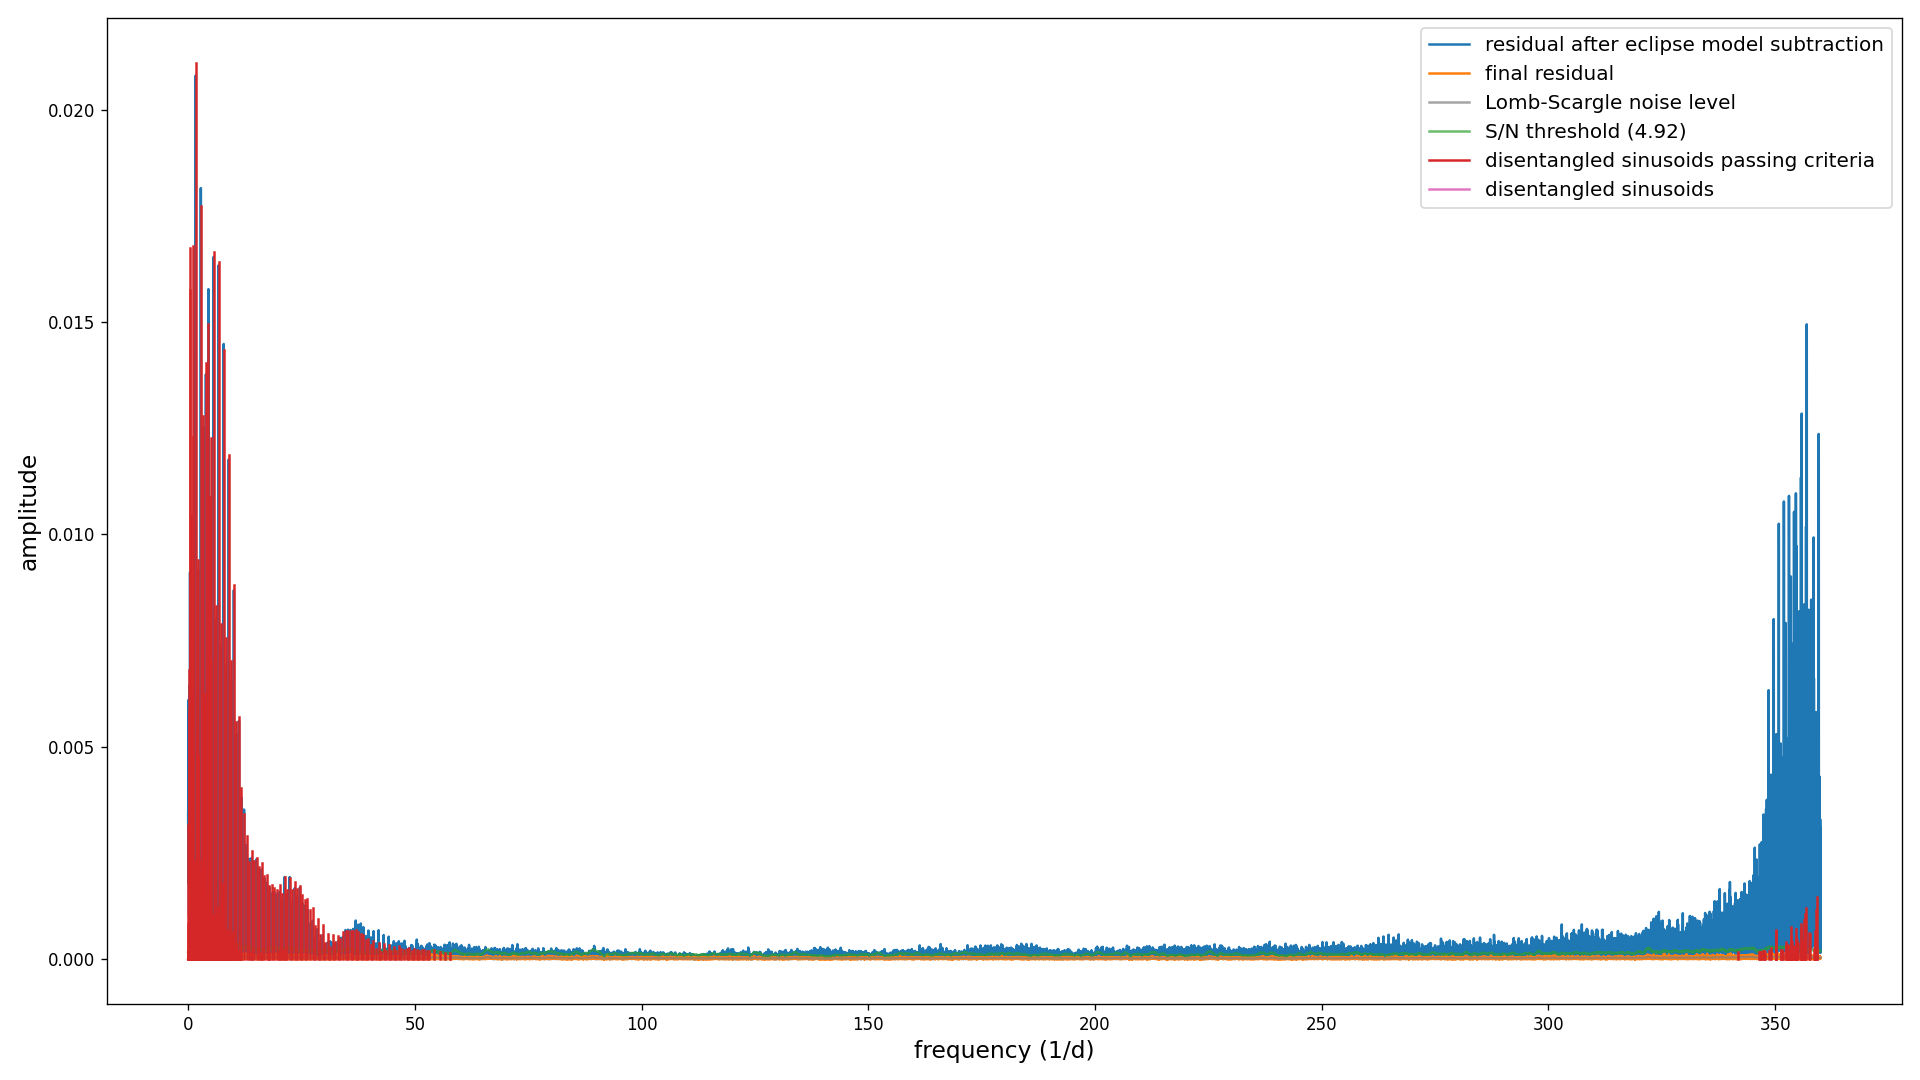 residual after eclipse model subtraction
final residual
Lomb-Scargle noise level
S/N threshold (4.92)
disentangled sinusoids passing criteria
disentangled sinusoids
0.020
0.015
0.010
0.005
0.000
amplitude
0 50 100 150 200 250 300 350
frequency (1/d)